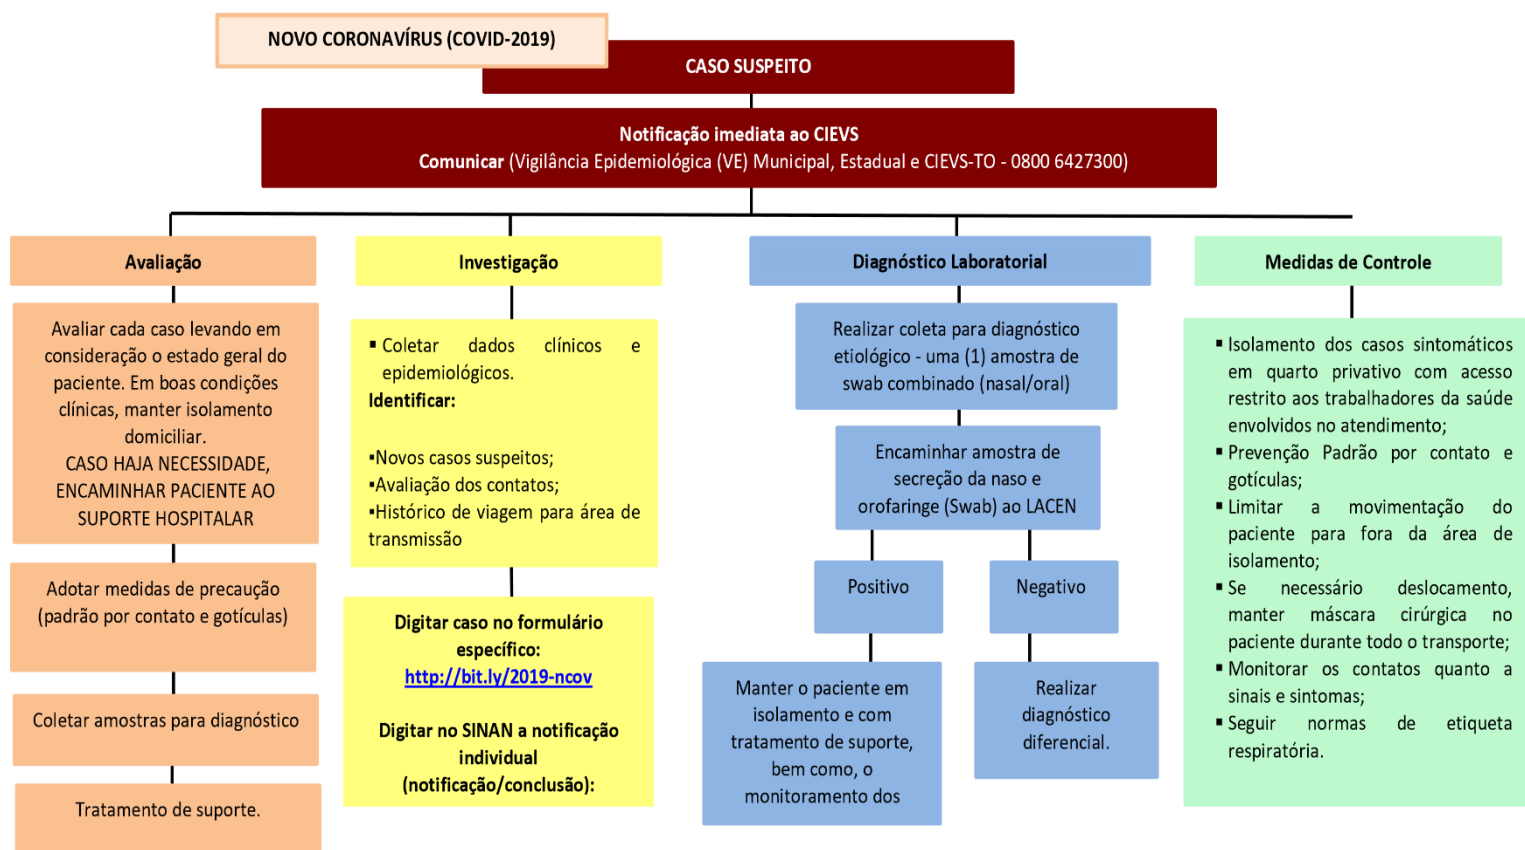 NOVO CORONAVÍRUS (COVID-2019)
CASO SUSPEITO
Notificação imediata ao CIEVS
Comunicar (Vigilância Epidemiológica (VE) Municipal, Estadual e CIEVS-TO - 0800 6427300)
Avaliação
Avaliar cada caso levando em
consideração o estado geral do
paciente. Em boas condições
clínicas, manter isolamento
domiciliar.
CASO HAJA NECESSIDADE,
ENCAMINHAR PACIENTE AO
SUPORTE HOSPITALAR
Adotar medidas de precaução
(padrão por contato e gotículas)
Coletar amostras para diagnóstico
Tratamento de suporte.
Investigação
▪ Coletar dados clínicos e
epidemiológicos.
Identificar:
▪Novos casos suspeitos;
▪Avaliação dos contatos;
▪Histórico de viagem para área de
transmissão
Digitar caso no formulário
específico:
http://bit.ly/2019-ncov
Digitar no SINAN a notificação
individual
(notificação/conclusão):
Diagnóstico Laboratorial
Realizar coleta para diagnóstico
etiológico - uma (1) amostra de
swab combinado (nasal/oral)
Encaminhar amostra de
secreção da naso e
orofaringe (Swab) ao LACEN
Positivo
Negativo
Manter o paciente em
isolamento e com
tratamento de suporte,
bem como, o
monitoramento dos
Realizar
diagnóstico
diferencial.
Medidas de Controle
▪ Isolamento dos casos sintomáticos
em quarto privativo com acesso
restrito aos trabalhadores da saúde
envolvidos no atendimento;
▪ Prevenção Padrão por contato e
gotículas;
▪ Limitar a movimentação do
paciente para fora da área de
isolamento;
▪ Se necessário deslocamento,
manter máscara cirúrgica no
paciente durante todo o transporte;
▪ Monitorar os contatos quanto a
sinais e sintomas;
▪ Seguir normas de etiqueta
respiratória.